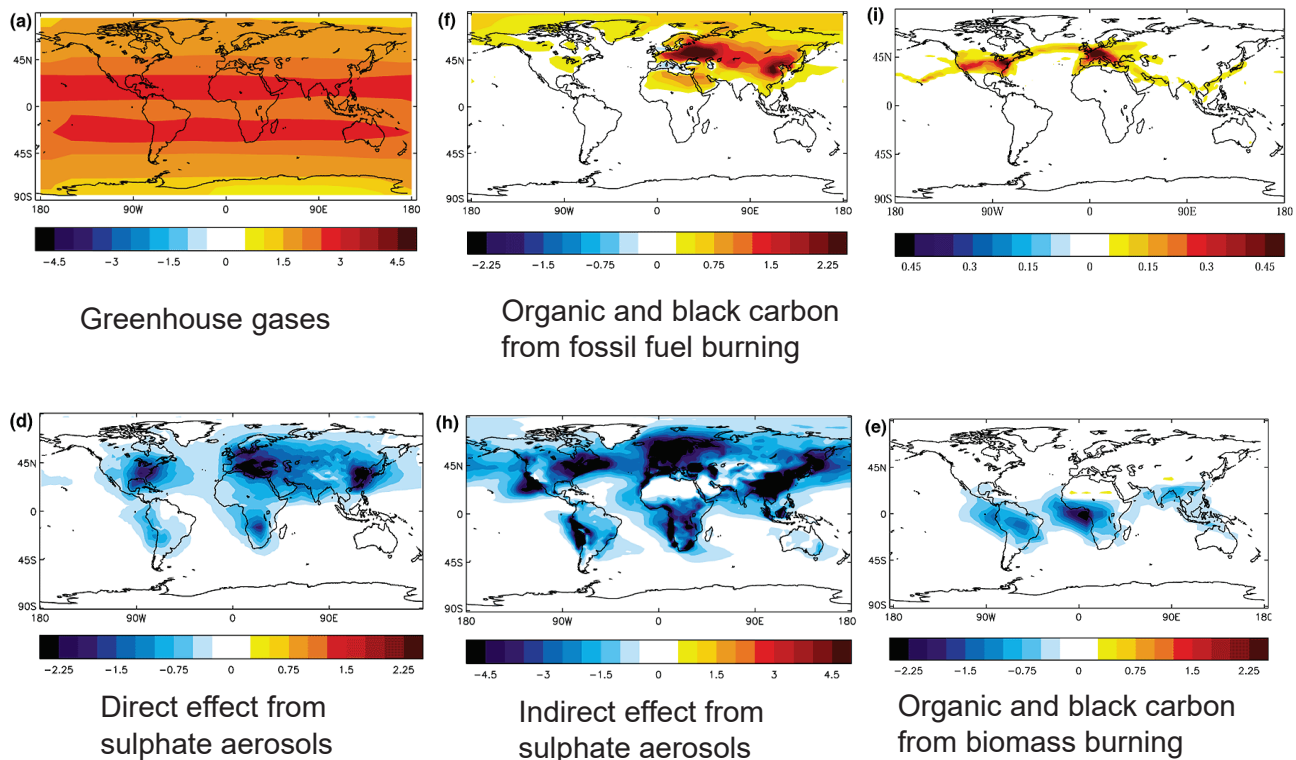 (a)
45N
0
45S
90S
180
90W
0
90E
180
-4.5
-3
-1.5
0
1.5
3
4.5
Greenhouse gases
(f)
45N
0
45S
90S
180
90W
0
90E
180
-2.25
-1.5
-0.75
0
0.75
1.5
2.25
Organic and black carbon
from fossil fuel burning
(i)
45N
0
45S
90S
180
90W
0
90E
180
0.45
0.3
0.15
0
0.15
0.3
0.45
(d)
45N
0
45S
90S
180
90W
0
90E
-2.25
-1.5
-0.75
0
0.75
1.5
2.25
Direct effect from
sulphate aerosols
(h)
45N
0
45S
90S
180
90W
0
90E
180
-4.5
-3
-1.5
0
1.5
3
4.5
Indirect effect from
sulphate aerosols
(e)
45N
0
45S
90S
180
90W
0
90E
180
-2.25
-1.5
-0.75
0
0.75
1.5
2.25
Organic and black carbon
from biomass burning